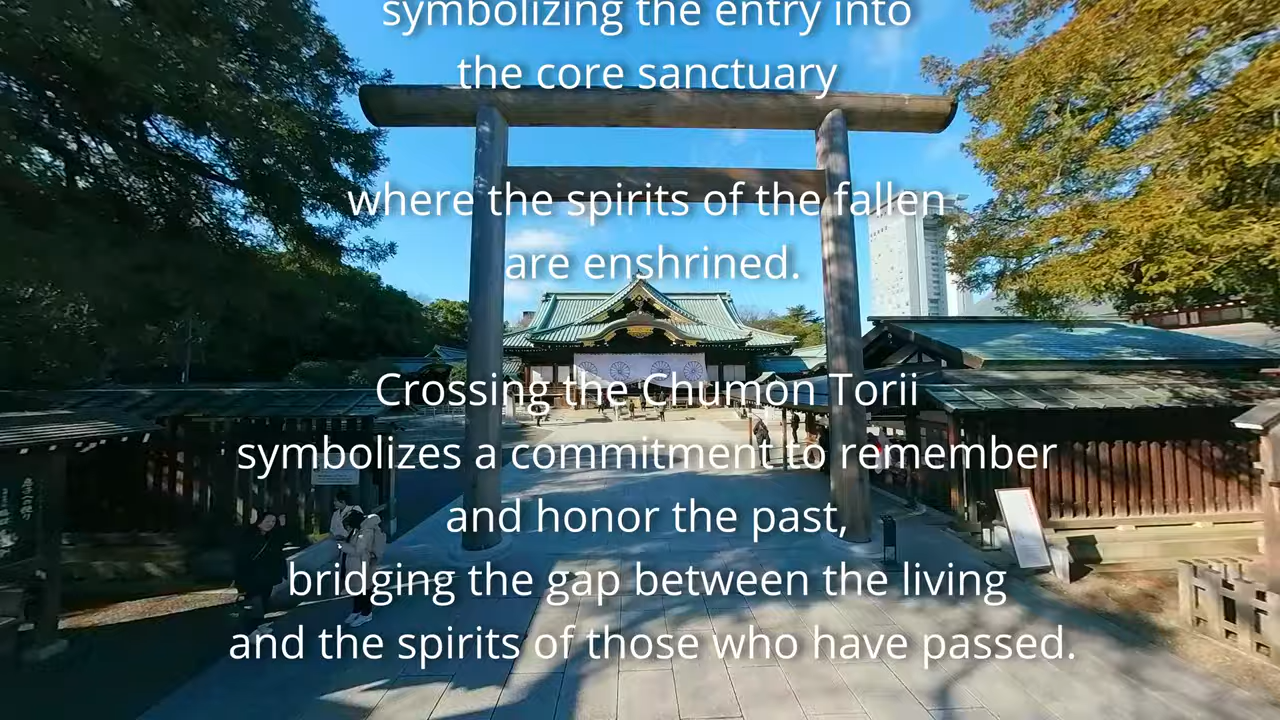 symbolizing the entry into
the core sanctuary
where the spirits of the fallen
are enshrined.
Crossing the Chumon Torii
symbolizes a commitment to remember
and honor the past,
bridging the gap between the living
and the spirits of those who have passed.